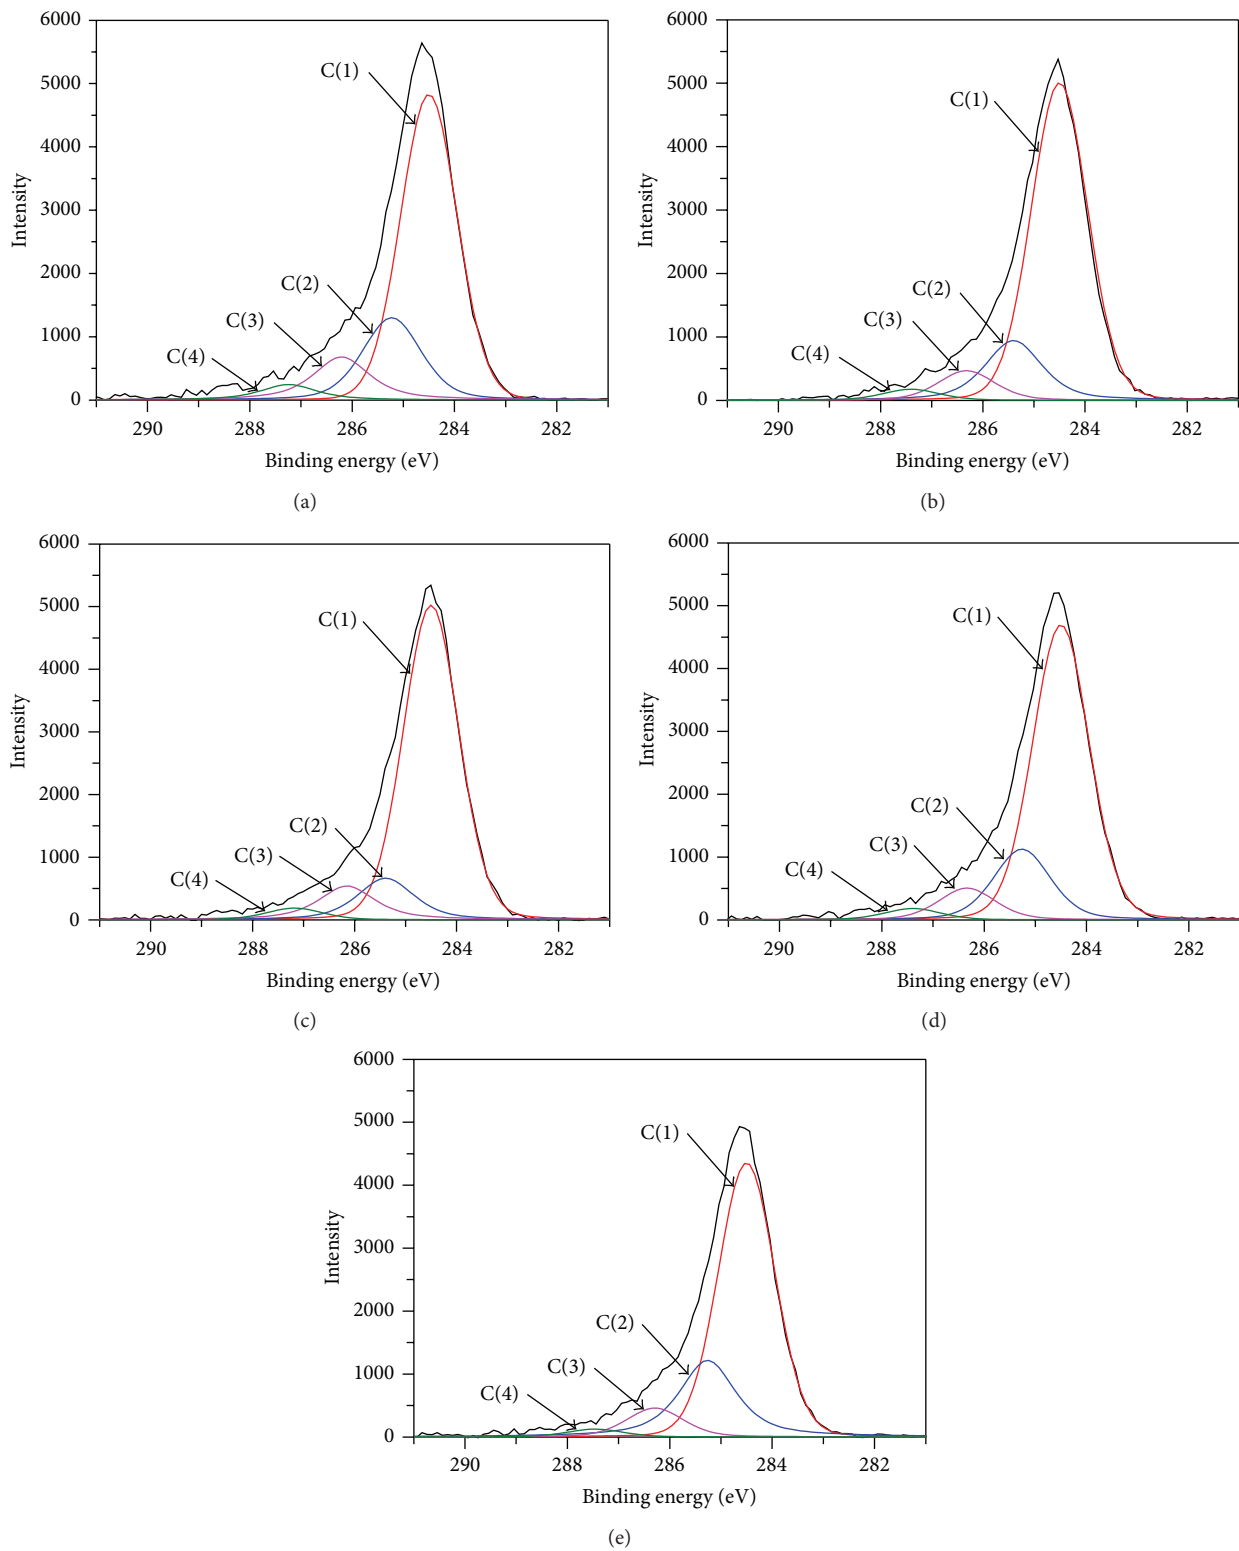 6000
5000
4000
3000
2000
1000
0
Intensity
C(1)
C(2)
C(3)
C(4)
290 288 286 284 282
Binding energy (eV)
(a)
6000
5000
4000
3000
2000
1000
0
Intensity
C(1)
C(2)
C(3)
C(4)
290 288 286 284 282
Binding energy (eV)
(b)
6000
5000
4000
3000
2000
1000
0
Intensity
C(1)
C(2)
C(3)
C(4)
290 288 286 284 282
Binding energy (eV)
(c)
6000
5000
4000
3000
2000
1000
0
Intensity
C(1)
C(2)
C(3)
C(4)
290 288 286 284 282
Binding energy (eV)
(d)
6000
5000
4000
3000
2000
1000
0
Intensity
C(1)
C(2)
C(3)
C(4)
290 288 286 284 282
Binding energy (eV)
(e)